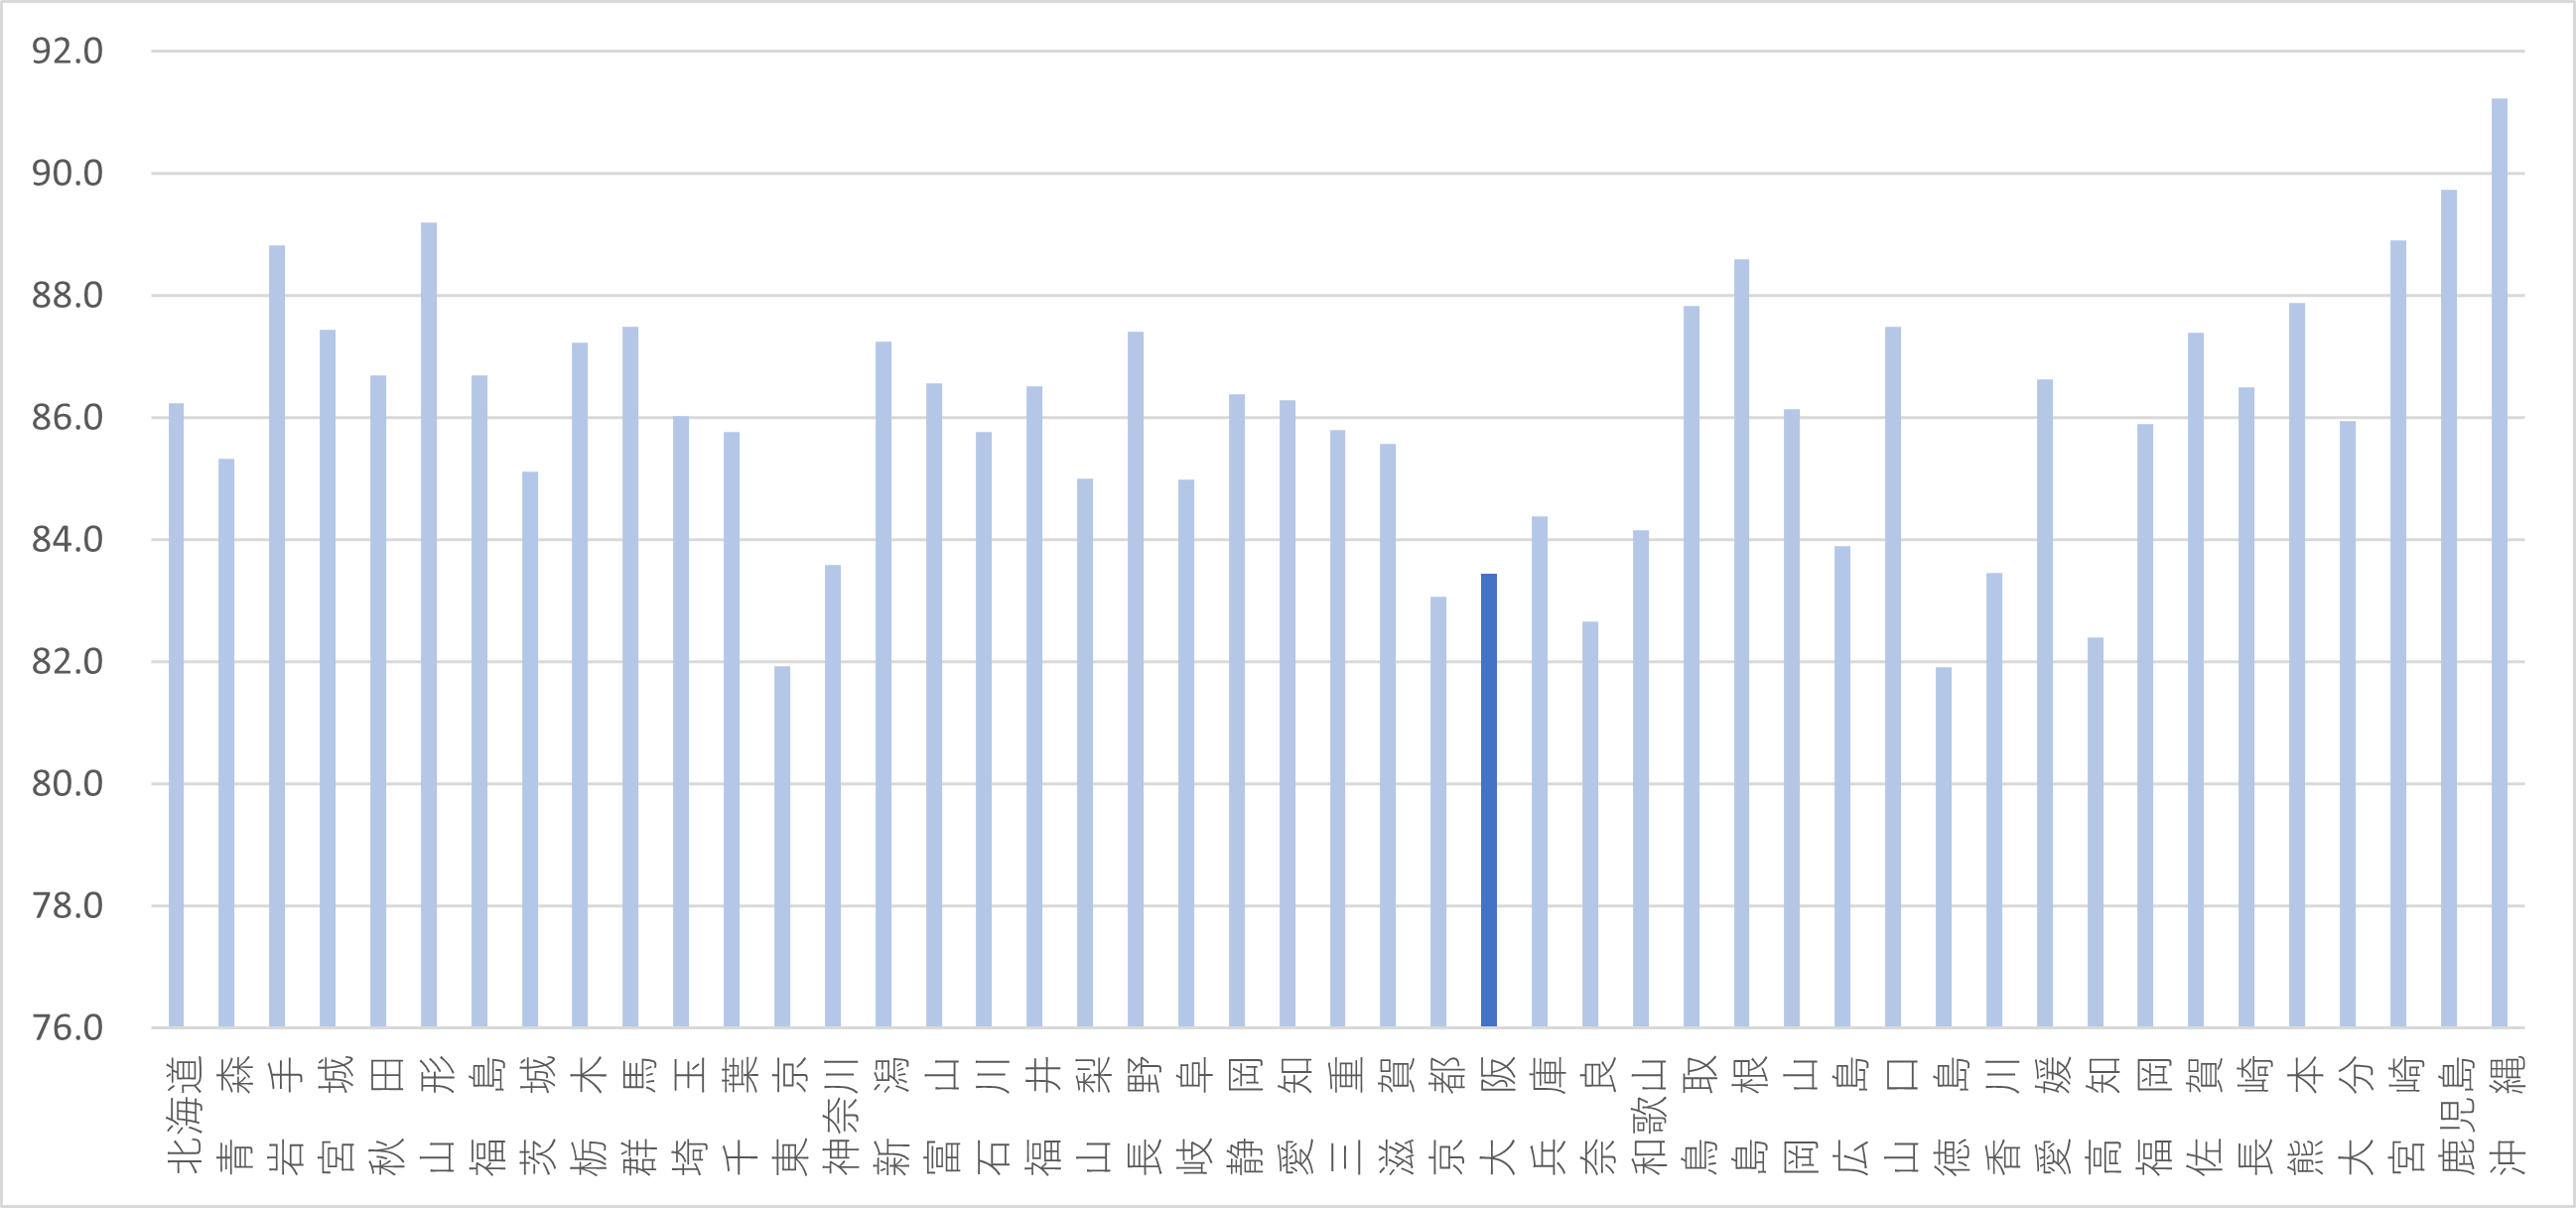 92.0
90.0
88.0
86.0
84.0
82.0
80.0
78.0
76.0
北海道
青森
岩手
宮城
秋田
山形
福島
茨城
栃木
群馬
埼玉
千葉
東京
神奈川
新潟
富山
石川
福井
山梨
長野
岐阜
静岡
愛知
三重
滋賀
京都
大阪
兵庫
奈良
和歌山
鳥取
島根
岡山
広島
山口
徳島
香川
愛媛
高知
福岡
佐賀
長崎
熊本
大分
宮崎
鹿児島
沖縄